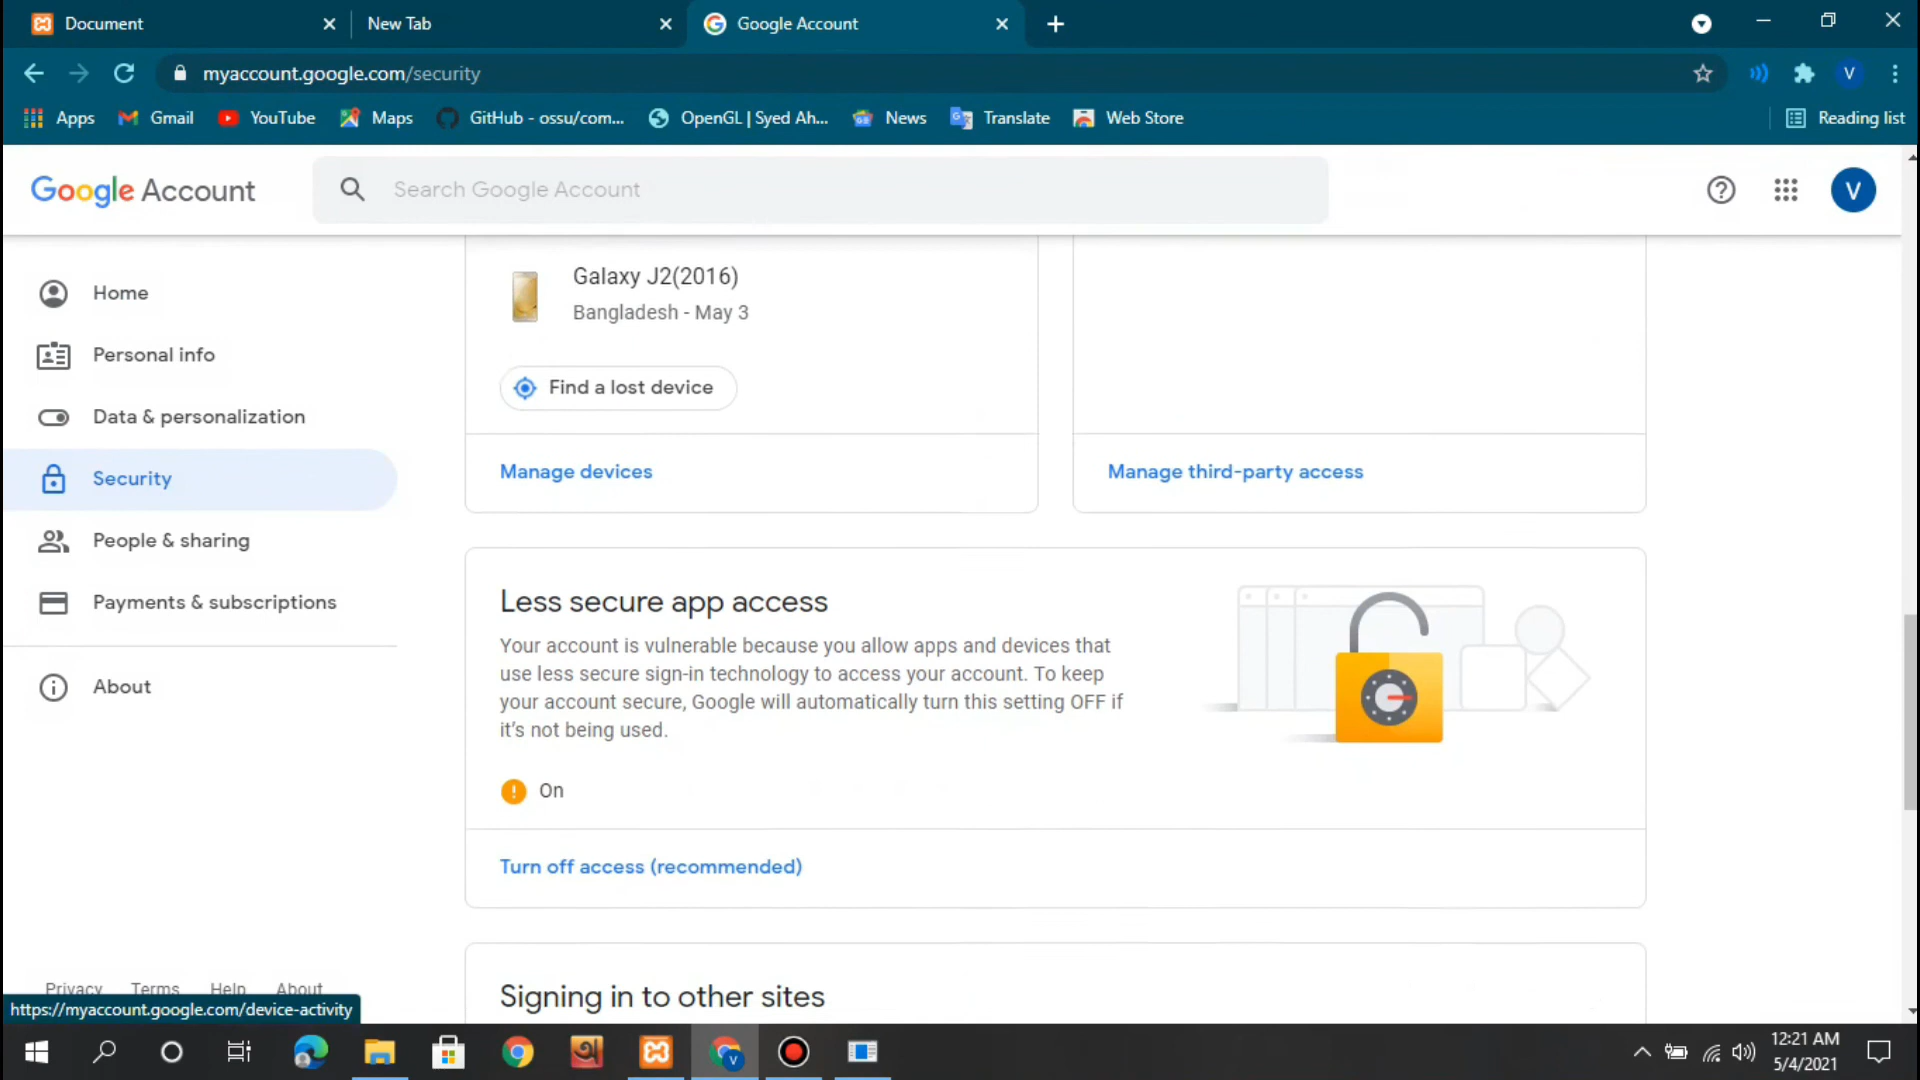 Document
New Tab
Google Account
myaccount.google.com/security
V
Apps
Gmail
YouTube
Maps
GitHub - ossu/com...
OpenGL | Syed Ah...
News
Translate
Web Store
Reading list
Google Account
Search Google Account
V
Home
Personal info
Data & personalization
Security
People & sharing
Payments & subscriptions
About
Galaxy J2(2016)
Bangladesh - May 3
Find a lost device
Manage devices
Manage third-party access
Less secure app access
Your account is vulnerable because you allow apps and devices that
use less secure sign-in technology to access your account. To keep
your account secure, Google will automatically turn this setting OFF if
it's not being used.
On
Turn off access (recommended)
Signing in to other sites
Privacy Terms Help About
https://myaccount.google.com/device-activity
V
অ
12:21 AM
5/4/2021